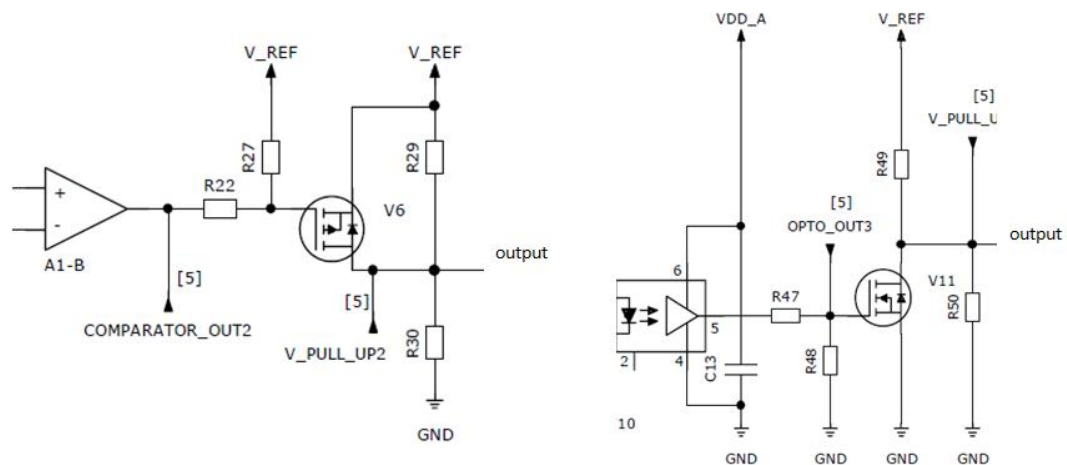 V_REF
V_REF
R27
R29
R22
+
-
V6
output
A1-B
[5]
[5]
COMPARATOR_OUT2
V_PULL_UP2
R30
GND
VDD_A
V_REF
[5]
V_PULL_U
R49
[5]
OPTO_OUT3
output
6
V11
R47
5
R50
R48
2
4
C13
10
GND
GND
GND
GND